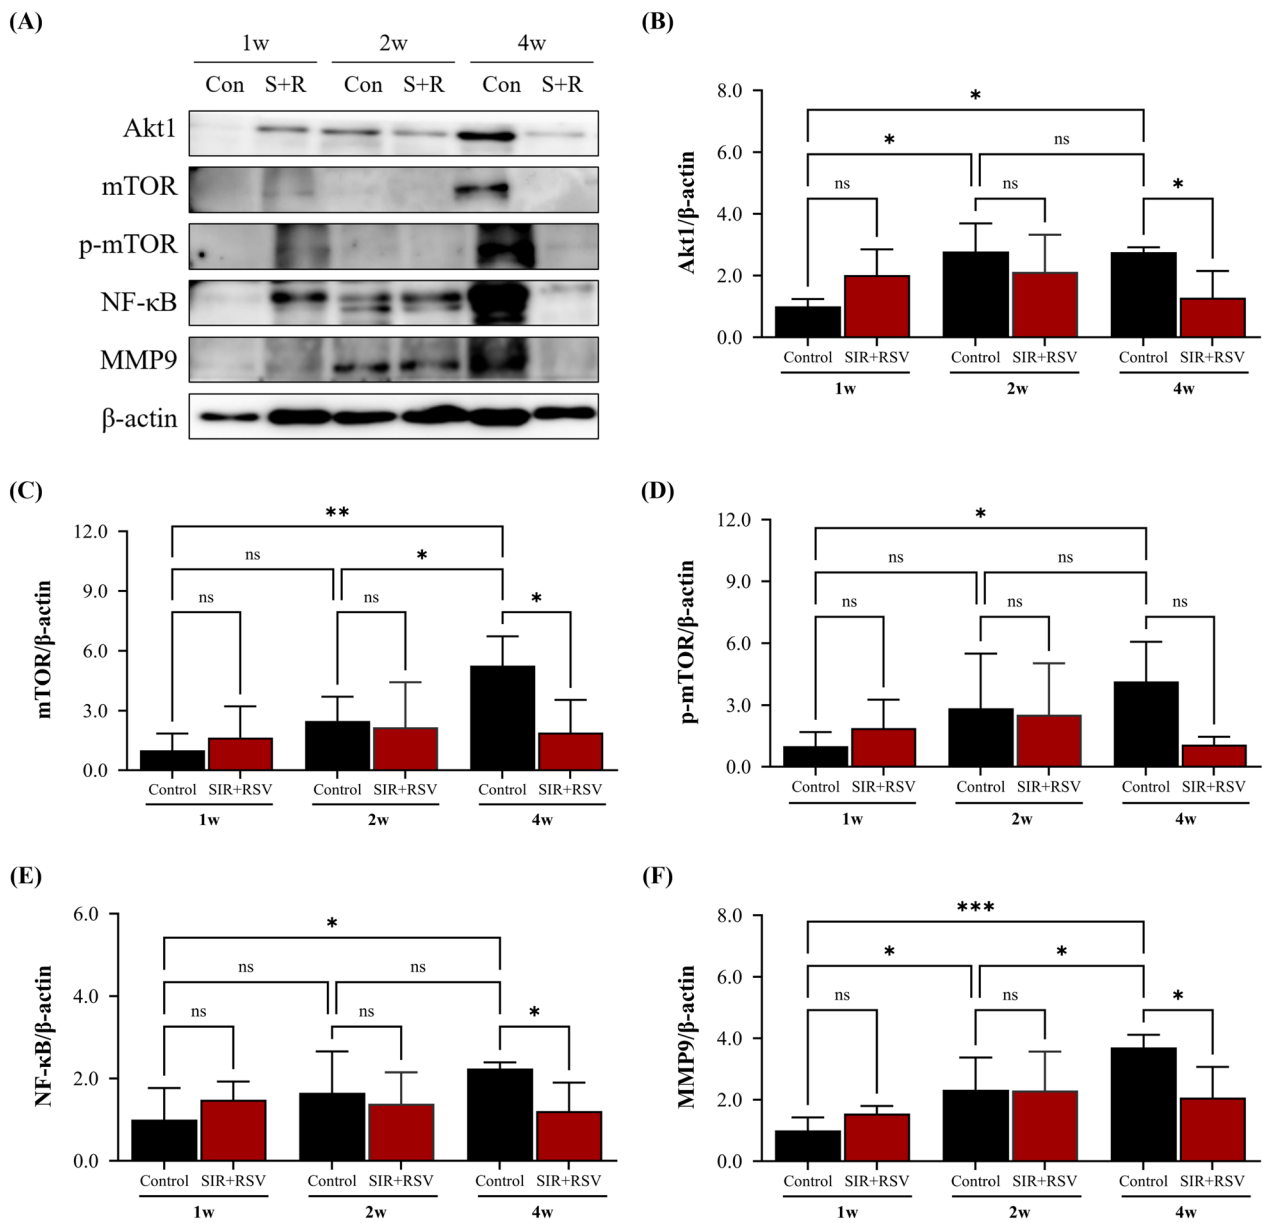 (A)
1w 2w 4w
Con S+R Con S+R Con S+R
Akt1
mTOR
p-mTOR
NF-κB
MMP9
β-actin
(B)
Akt1/β-actin
8.0
6.0
4.0
2.0
0.0
*
* ns
ns ns *
Control SIR+RSV Control SIR+RSV Control SIR+RSV
1w 2w 4w
(C)
mTOR/β-actin
12.0
9.0
6.0
3.0
0.0
**
ns *
ns ns *
Control SIR+RSV Control SIR+RSV Control SIR+RSV
1w 2w 4w
(D)
p-mTOR/β-actin
12.0
9.0
6.0
3.0
0.0
*
ns ns
ns ns ns
Control SIR+RSV Control SIR+RSV Control SIR+RSV
1w 2w 4w
(E)
NF-κB/β-actin
6.0
4.0
2.0
0.0
*
ns ns
ns ns *
Control SIR+RSV Control SIR+RSV Control SIR+RSV
1w 2w 4w
(F)
MMP9/β-actin
8.0
6.0
4.0
2.0
0.0
***
* *
ns ns *
Control SIR+RSV Control SIR+RSV Control SIR+RSV
1w 2w 4w